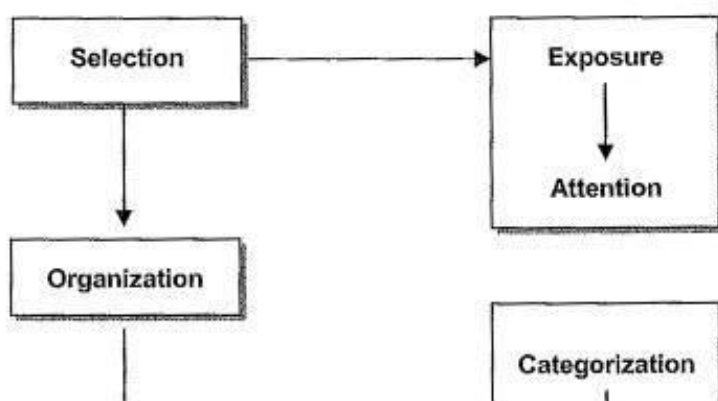 Selection
Exposure
Attention
Organization
Categorization